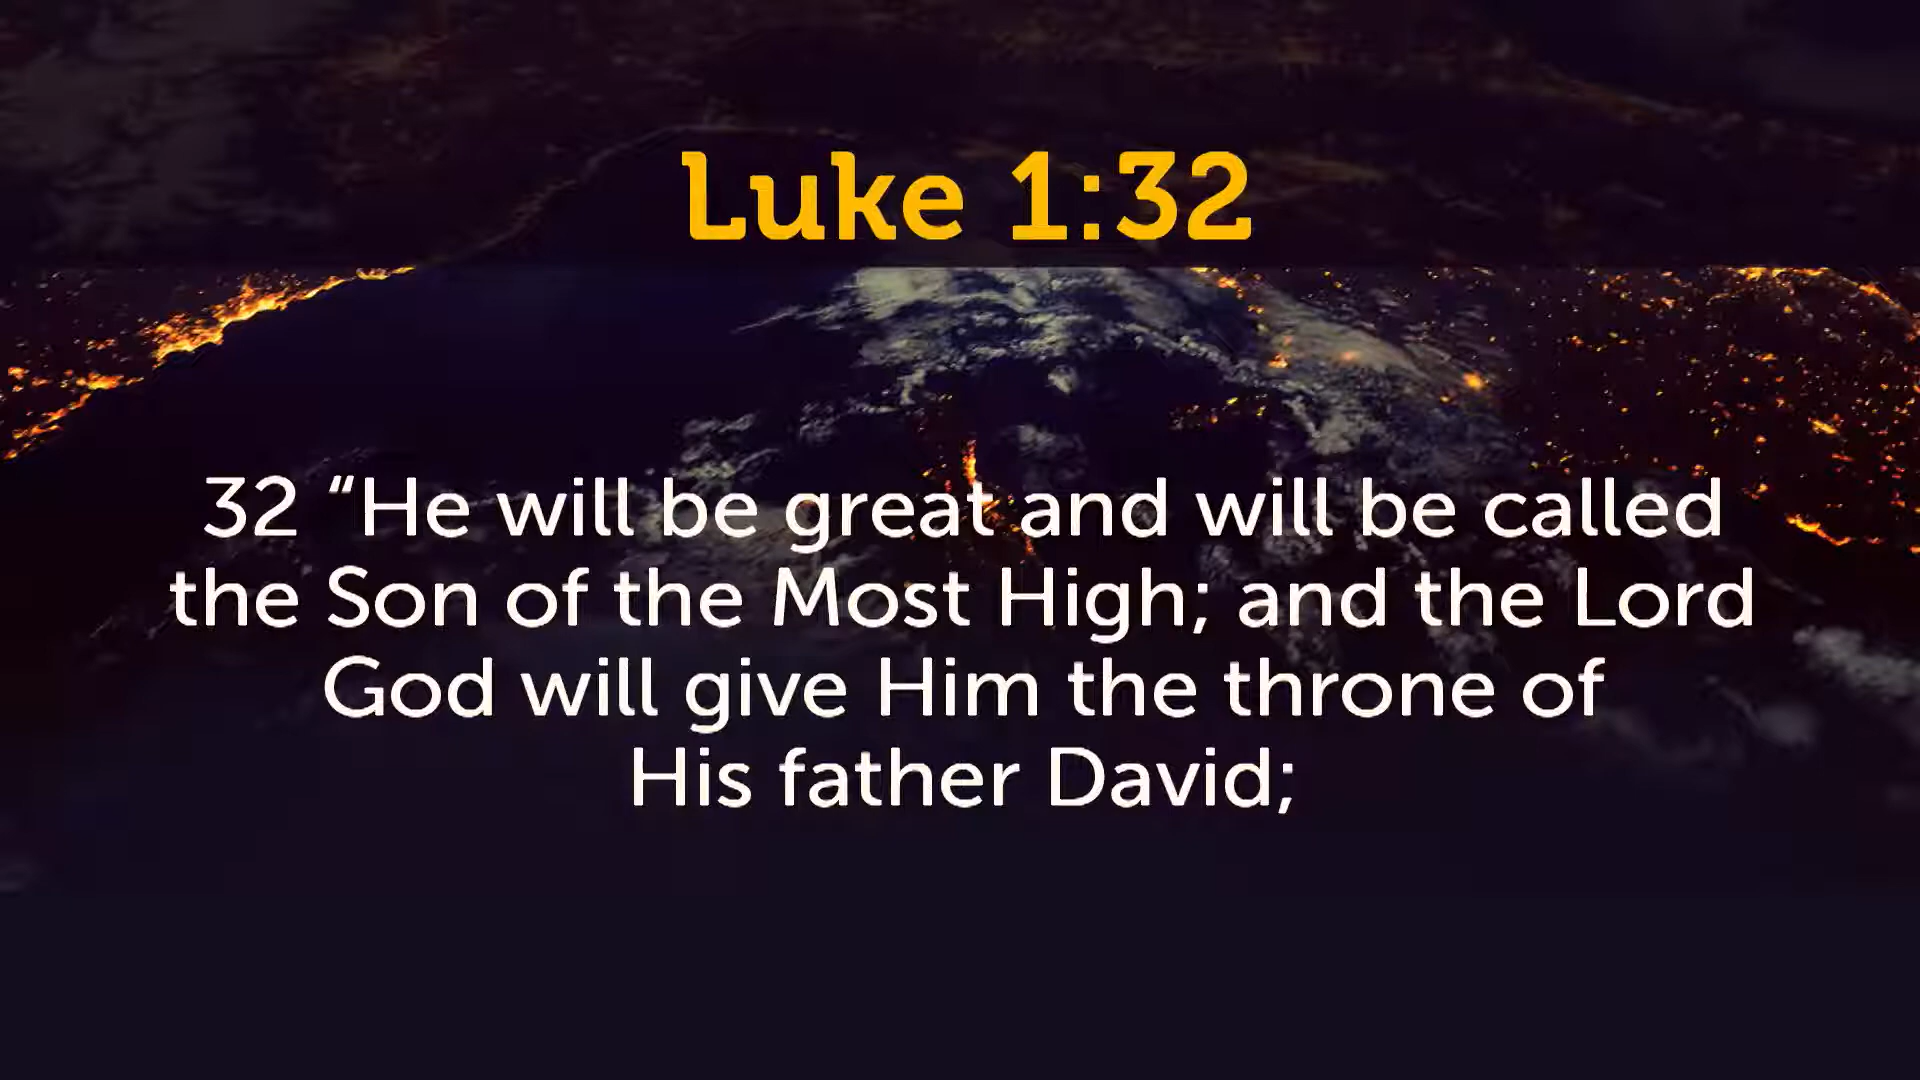 Luke 1:32
32 “He will be great and will be called
the Son of the Most High; and the Lord
God will give Him the throne of
His father David;